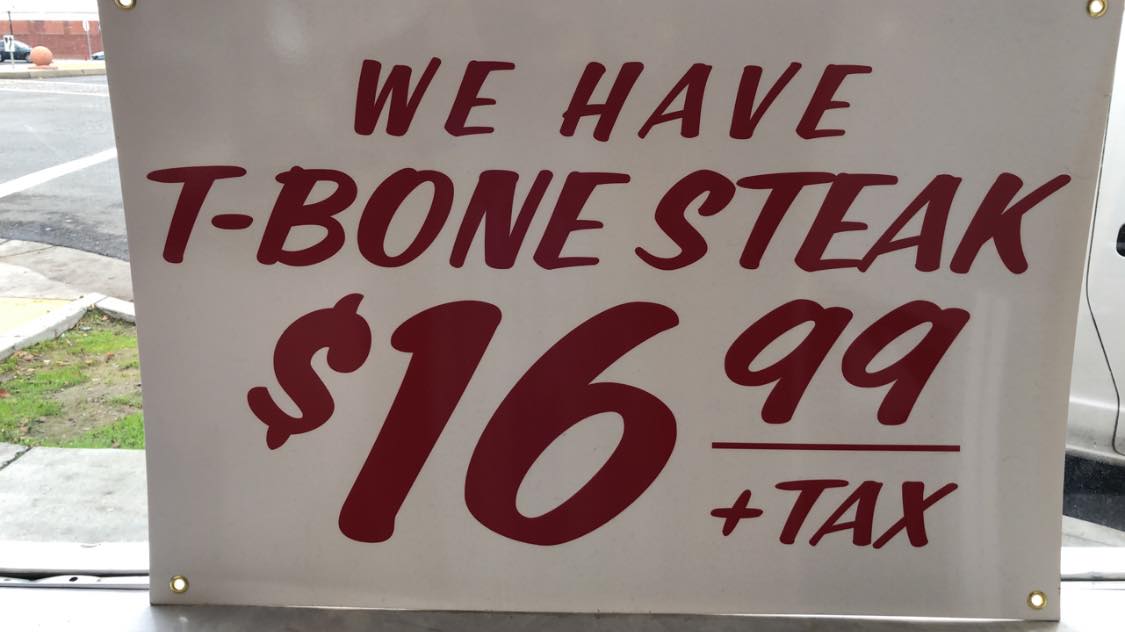 WE HAVE
T-BONE STEAK
$16 99
+TAX